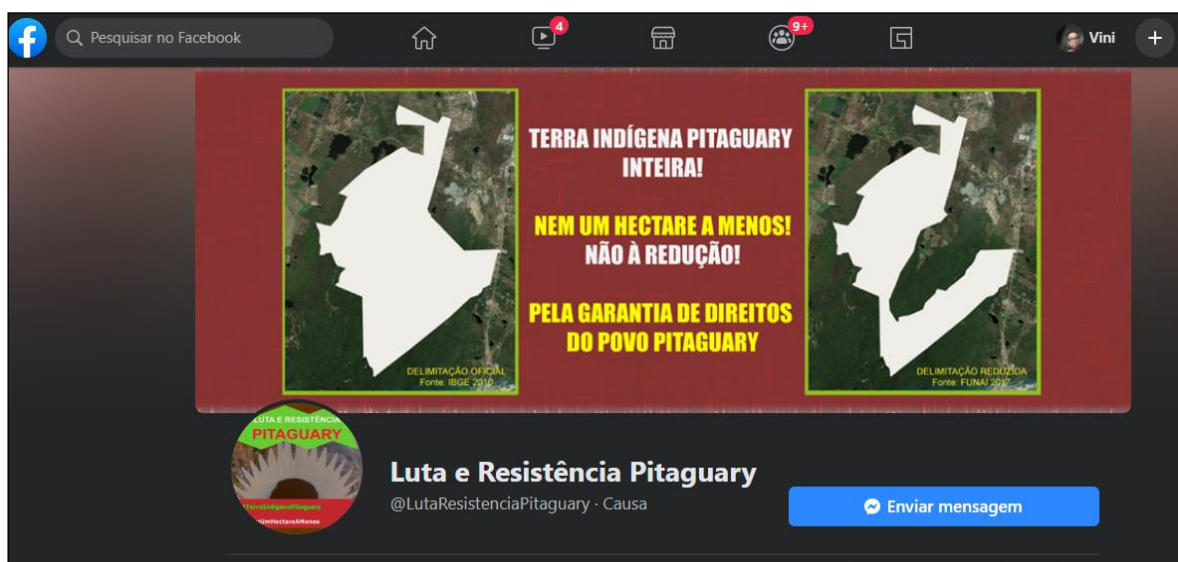 Pesquisar no Facebook
4
9+
Vini
TERRA INDÍGENA PITAGUARY
INTEIRA!
NEM UM HECTARE A MENOS!
NÃO À REDUÇÃO!
PELA GARANTIA DE DIREITOS
DO POVO PITAGUARY
DELIMITAÇÃO OFICIAL
Fonte: IBGE 2010
DELIMITAÇÃO REDUZIDA
Fonte: FUNAI 2017
LUTA E RESISTÊNCIA
PITAGUARY
#TerraIndígenaPitaguary
UmHectareAMenos
Luta e Resistência Pitaguary
@LutaResistenciaPitaguary · Causa
Enviar mensagem